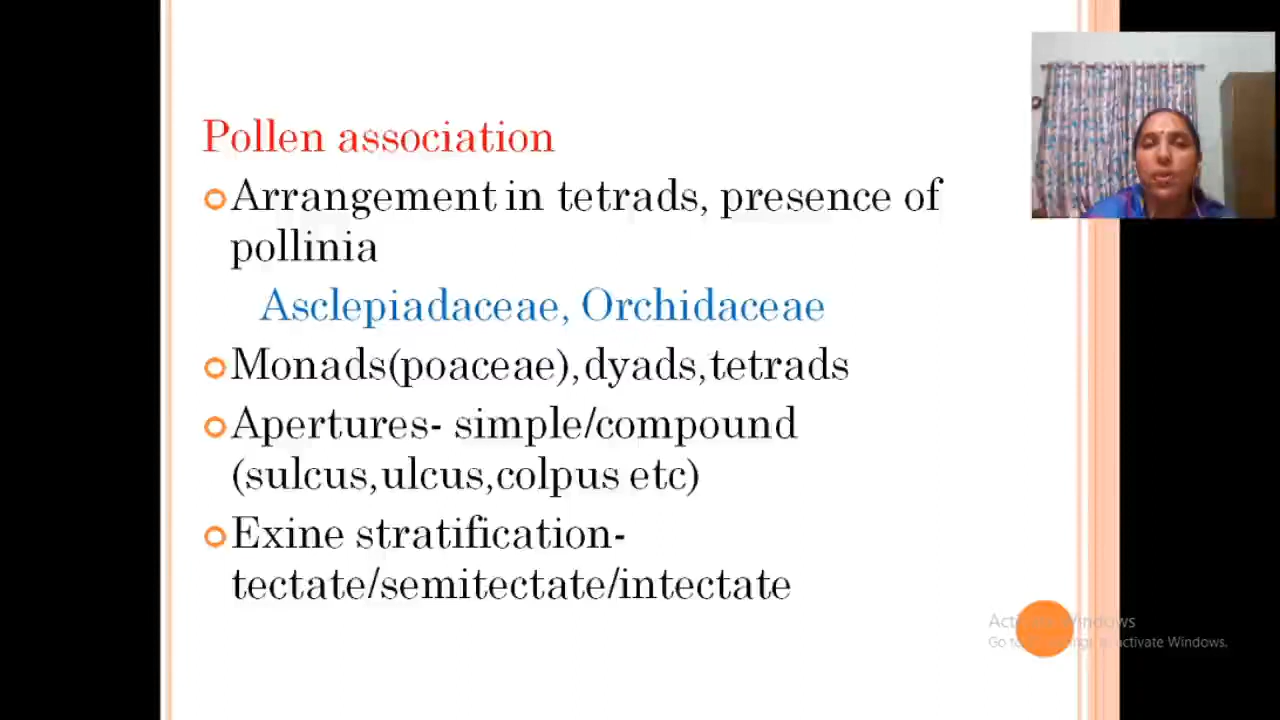 Pollen association
Arrangement in tetrads, presence of
pollinia
Asclepiadaceae, Orchidaceae
Monads(poaceae),dyads,tetrads
Apertures- simple/compound
(sulcus,ulcus,colpus etc)
Exine stratification-
tectate/semitectate/intectate
Activate Windows
Go to Settings to activate Windows.